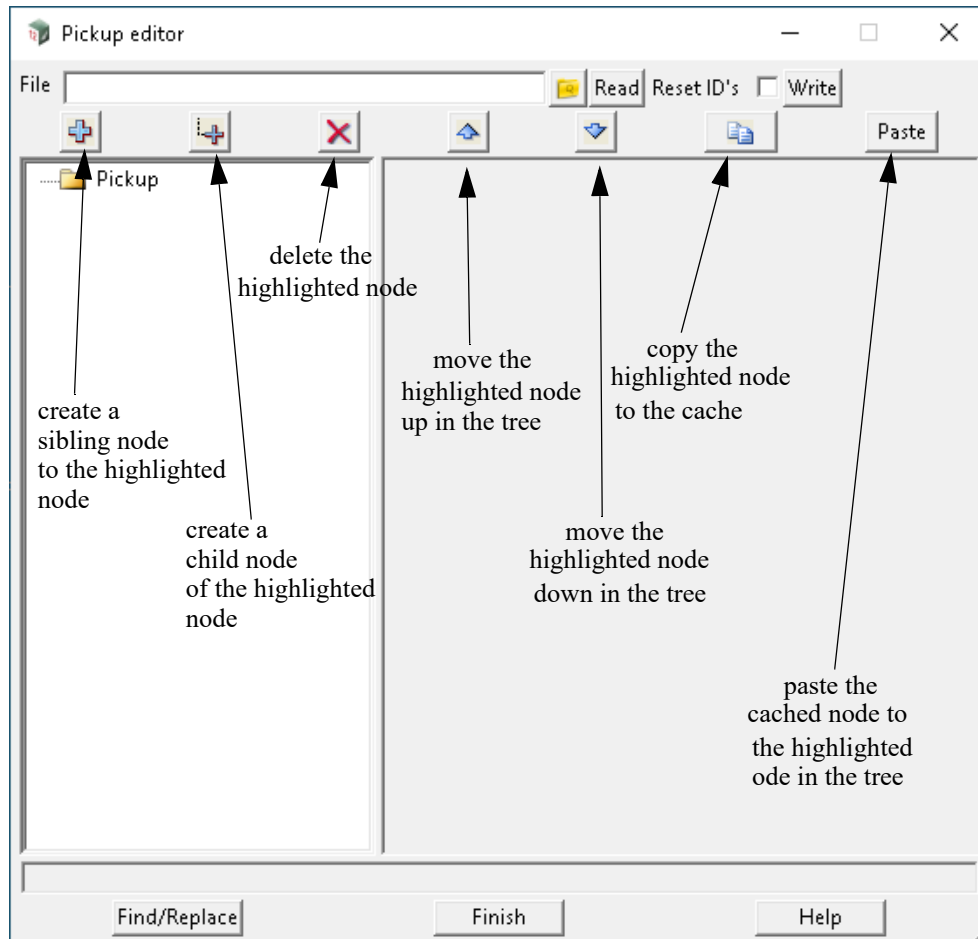 Pickup editor
File
Read Reset ID's Write
Paste
Pickup
delete the
highlighted node
move the
highlighted node
up in the tree
copy the
highlighted node
to the cache
create a
sibling node
to the highlighted
node
create a
child node
of the highlighted
node
move the
highlighted node
down in the tree
paste the
cached node to
the highlighted
ode in the tree
Find/Replace Finish Help